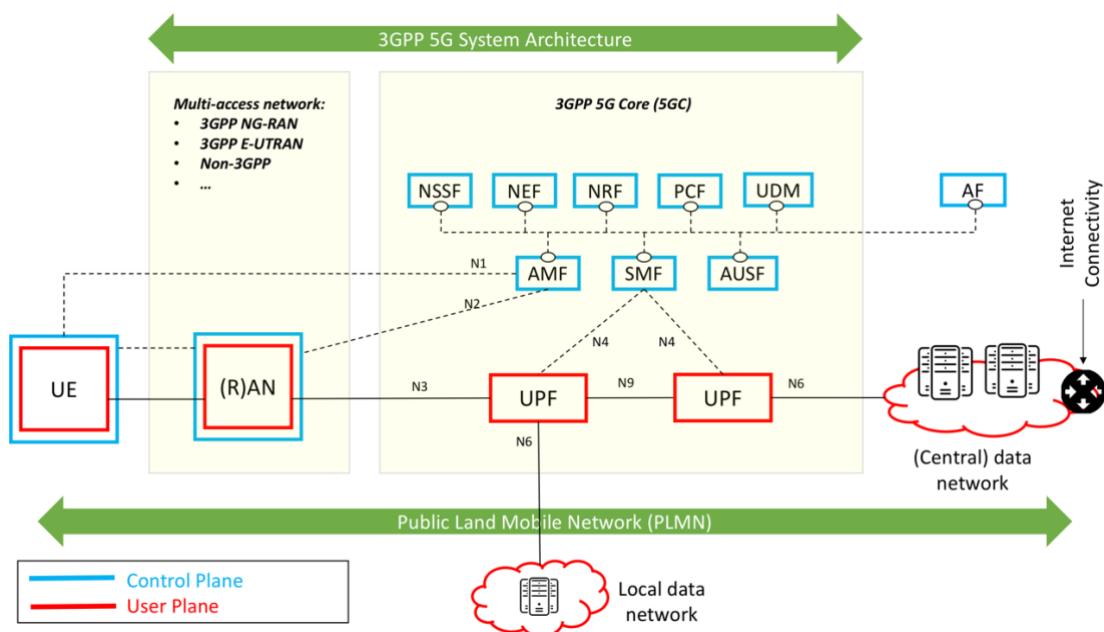 3GPP 5G System Architecture
Multi-access network:
• 3GPP NG-RAN
• 3GPP E-UTRAN
• Non-3GPP
• ...
3GPP 5G Core (5GC)
NSSF
NEF
NRF
PCF
UDM
AF
Internet
Connectivity
N1
AMF
SMF
AUSF
N2
N4
N4
UE
(R)AN
N3
UPF
N9
UPF
N6
N6
(Central) data
network
Public Land Mobile Network (PLMN)
Control Plane
User Plane
Local data
network